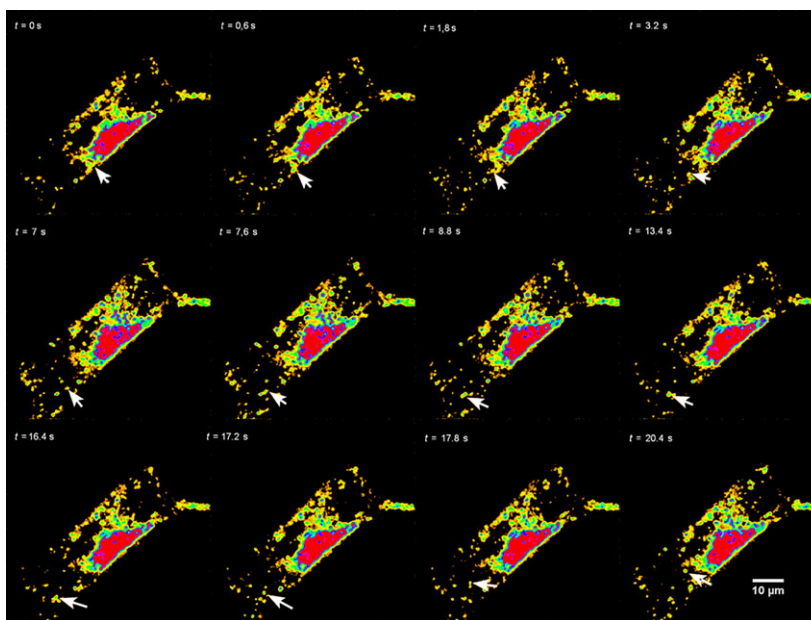 t = 0 s
t = 0,6 s
t = 1,8 s
t = 3.2 s
t = 7 s
t = 7,6 s
t = 8.8 s
t = 13.4 s
t = 16.4 s
t = 17.2 s
t = 17.8 s
t = 20.4 s
10 µm